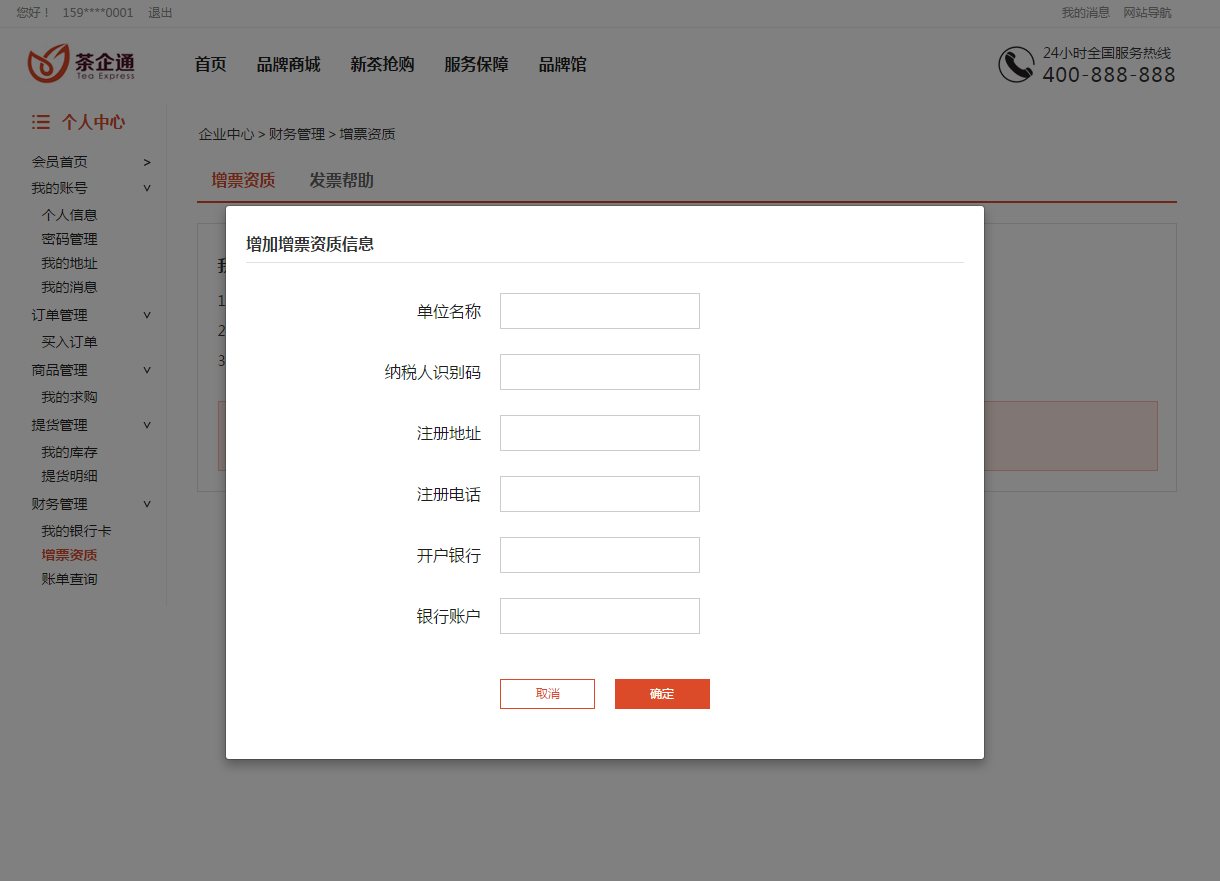 您好！ 159****0001 退出
我的消息 网站导航
茶企通
Tea Express
首页 品牌商城 新茶抢购 服务保障 品牌馆
24小时全国服务热线
400-888-888
个人中心
会员首页 >
我的账号 v
个人信息
密码管理
我的地址
我的消息
订单管理 v
买入订单
商品管理 v
我的求购
提货管理 v
我的库存
提货明细
财务管理 v
我的银行卡
增票资质
账单查询
企业中心 > 财务管理 > 增票资质
增票资质 发票帮助
1
2
3
增加增票资质信息
单位名称
纳税人识别码
注册地址
注册电话
开户银行
银行账户
取消 确定